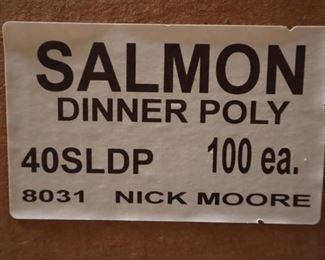 SALMON
DINNER POLY
40SLDP 100 ea.
8031 NICK MOORE